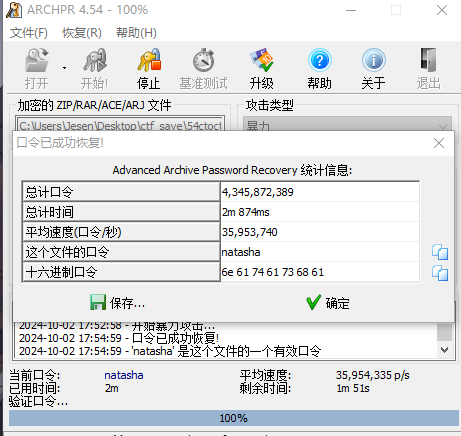 ARCHPR 4.54 - 100%
文件(F) 恢复(R) 帮助(H)
打开 开始! 停止 基准测试 升级 帮助 关于 退出
加密的 ZIP/RAR/ACE/ARJ 文件 攻击类型
C:\Users\Jesen\Desktop\ctf_save\54ctoct 暴力
口令已成功恢复!
Advanced Archive Password Recovery 统计信息:
总计口令 4,345,872,389
总计时间 2m 874ms
平均速度(口令/秒) 35,953,740
这个文件的口令 natasha
十六进制口令 6e 61 74 61 73 68 61
保存... 确定
2024-10-02 17:52:58 - 开始暴力攻击...
2024-10-02 17:54:59 - 口令已成功恢复!
2024-10-02 17:54:59 - 'natasha' 是这个文件的一个有效口令
当前口令: natasha 平均速度: 35,954,335 p/s
已用时间: 2m 剩余时间: 1m 51s
验证口令...
100%